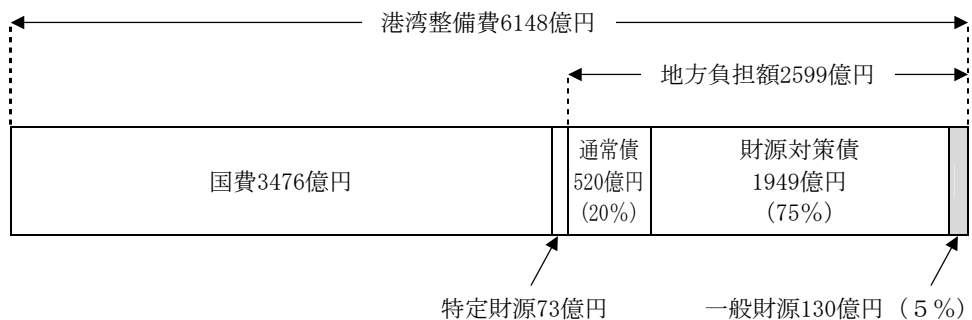 港湾整備費6148億円
地方負担額2599億円
国費3476億円
通常債
520億円
(20%)
財源対策債
1949億円
(75%)
特定財源73億円
一般財源130億円（５%）